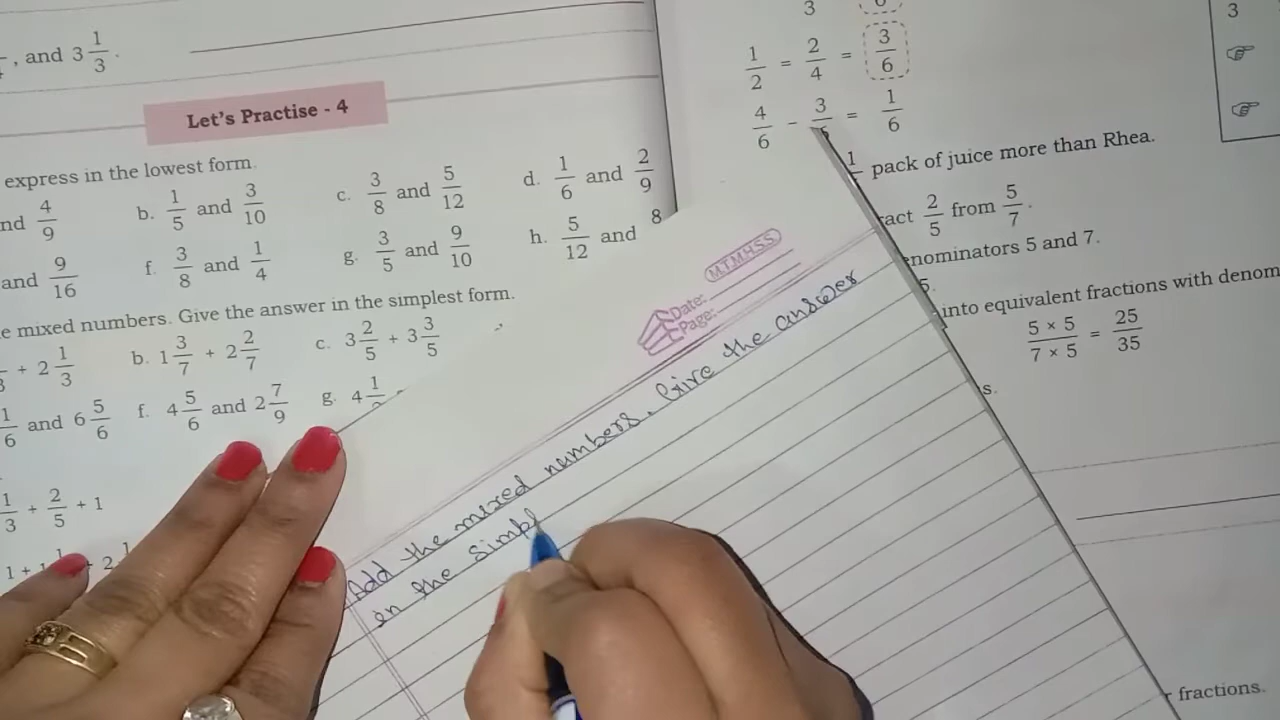 , and 3 1/3 .
Let's Practise - 4
express in the lowest form.
nd 4/9 b. 1/5 and 3/10 c. 3/8 and 5/12 d. 1/6 and 2/9
and 9/16 f. 3/8 and 1/4 g. 3/5 and 9/10 h. 5/12 and 8
e mixed numbers. Give the answer in the simplest form.
+ 2 1/3 b. 1 3/7 + 2 2/7 c. 3 2/5 + 3 3/5
1/6 and 6 5/6 f. 4 5/6 and 2 7/9 g. 4 1
1/3 + 2/5 + 1
1 + 1
2
3
1/2 = 2/4 = 3/6
4/6 - 3 = 1/6
3
pack of juice more than Rhea.
act 2/5 from 5/7 .
nominators 5 and 7.
5.
into equivalent fractions with denom
5 × 5/7 × 5 = 25/35
s.
fractions.
M.T.M.H.S.S
Date:
Page:
Add the mixed numbers. Give the answer
in the simpl